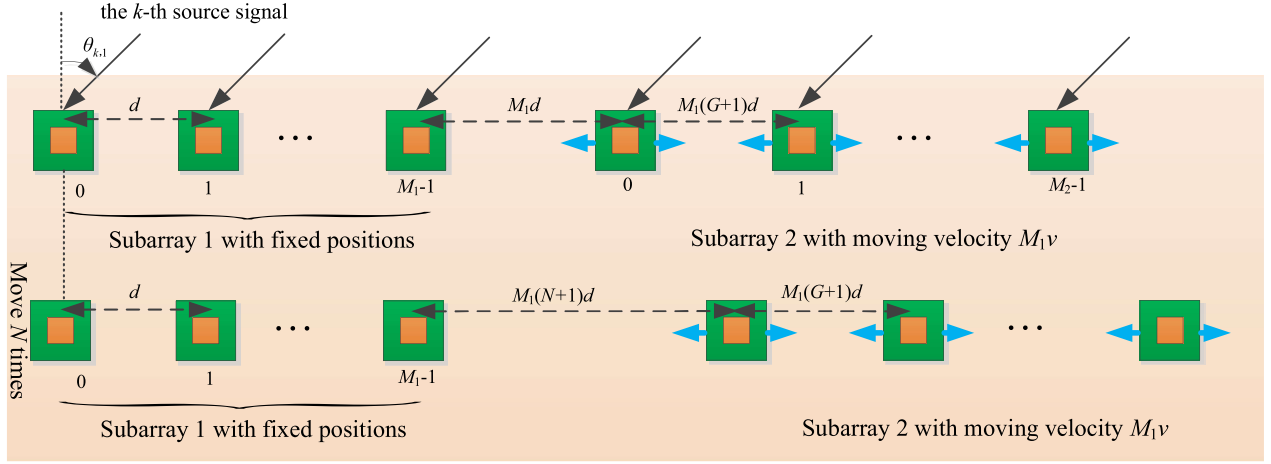 the k-th source signal
θk,1
d
M1d
M1(G+1)d
0
1
M1-1
0
1
M2-1
Subarray 1 with fixed positions
Subarray 2 with moving velocity M1v
Move N times
d
M1(N+1)d
M1(G+1)d
0
1
M1-1
Subarray 1 with fixed positions
Subarray 2 with moving velocity M1v